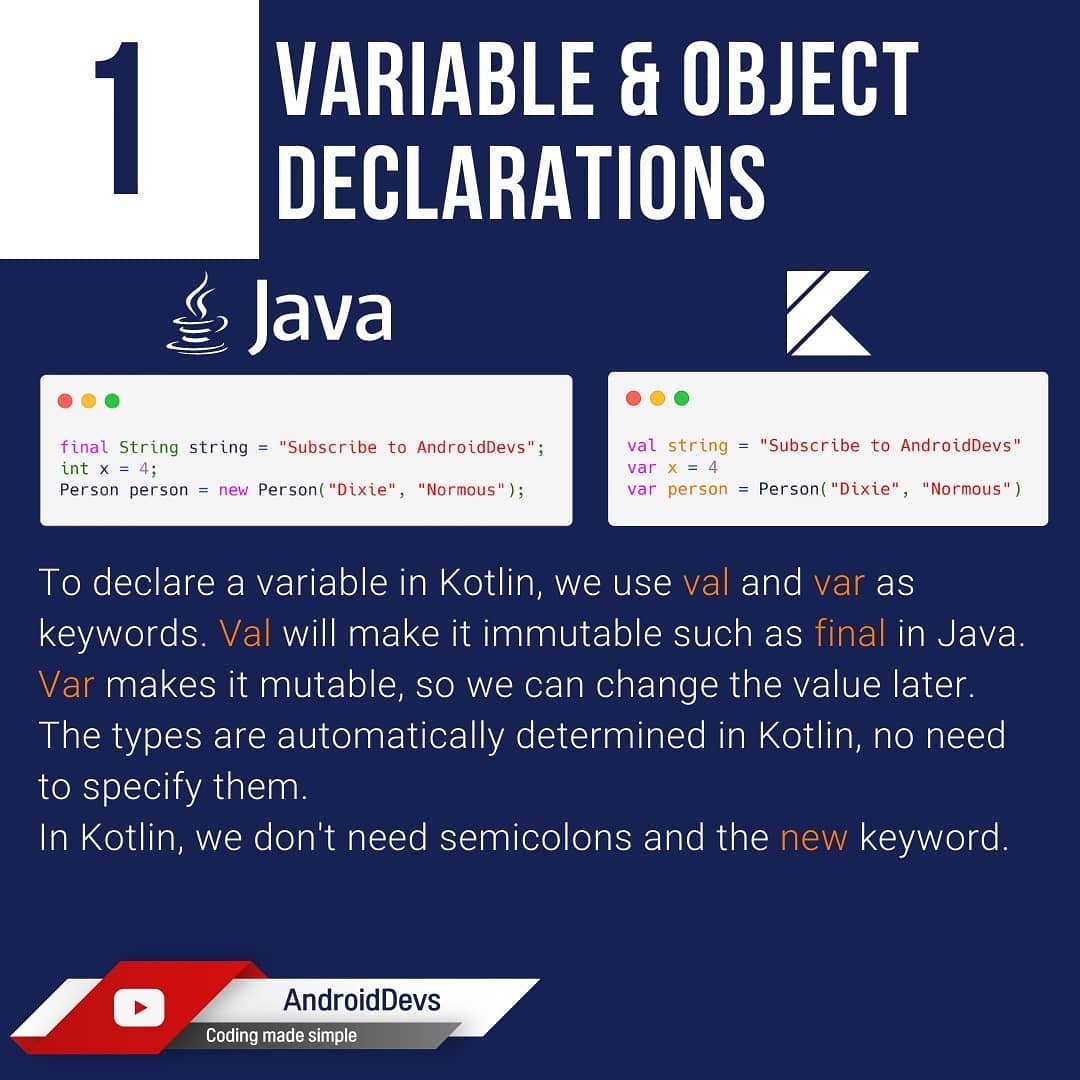 1
VARIABLE & OBJECT
DECLARATIONS
Java
final String string = "Subscribe to AndroidDevs";
int x = 4;
Person person = new Person("Dixie", "Normous");
val string = "Subscribe to AndroidDevs"
var x = 4
var person = Person("Dixie", "Normous")
To declare a variable in Kotlin, we use val and var as
keywords. Val will make it immutable such as final in Java.
Var makes it mutable, so we can change the value later.
The types are automatically determined in Kotlin, no need
to specify them.
In Kotlin, we don't need semicolons and the new keyword.
AndroidDevs
Coding made simple